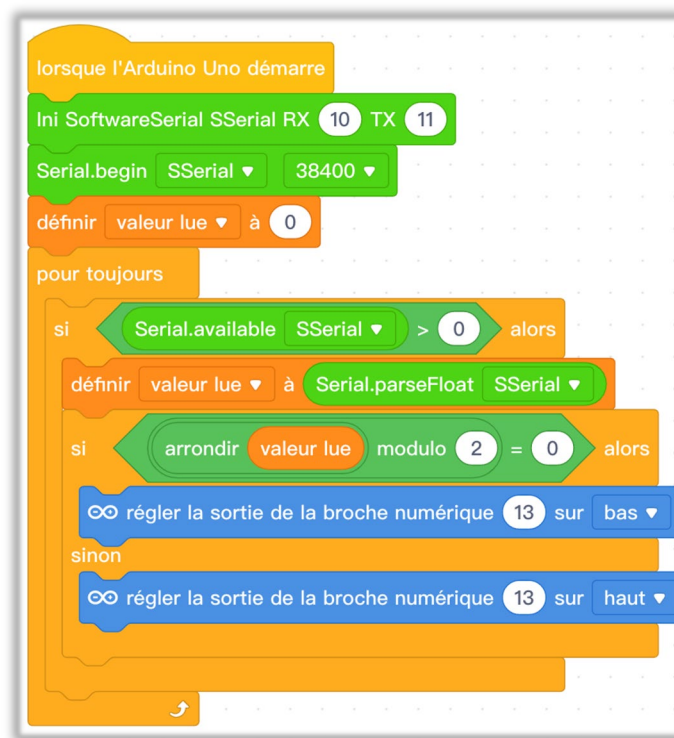 lorsque l'Arduino Uno démarre
Ini SoftwareSerial SSerial RX 10 TX 11
Serial.begin SSerial 38400
définir valeur lue à 0
pour toujours
si Serial.available SSerial > 0 alors
définir valeur lue à Serial.parseFloat SSerial
si arrondir valeur lue modulo 2 = 0 alors
régler la sortie de la broche numérique 13 sur bas
sinon
régler la sortie de la broche numérique 13 sur haut